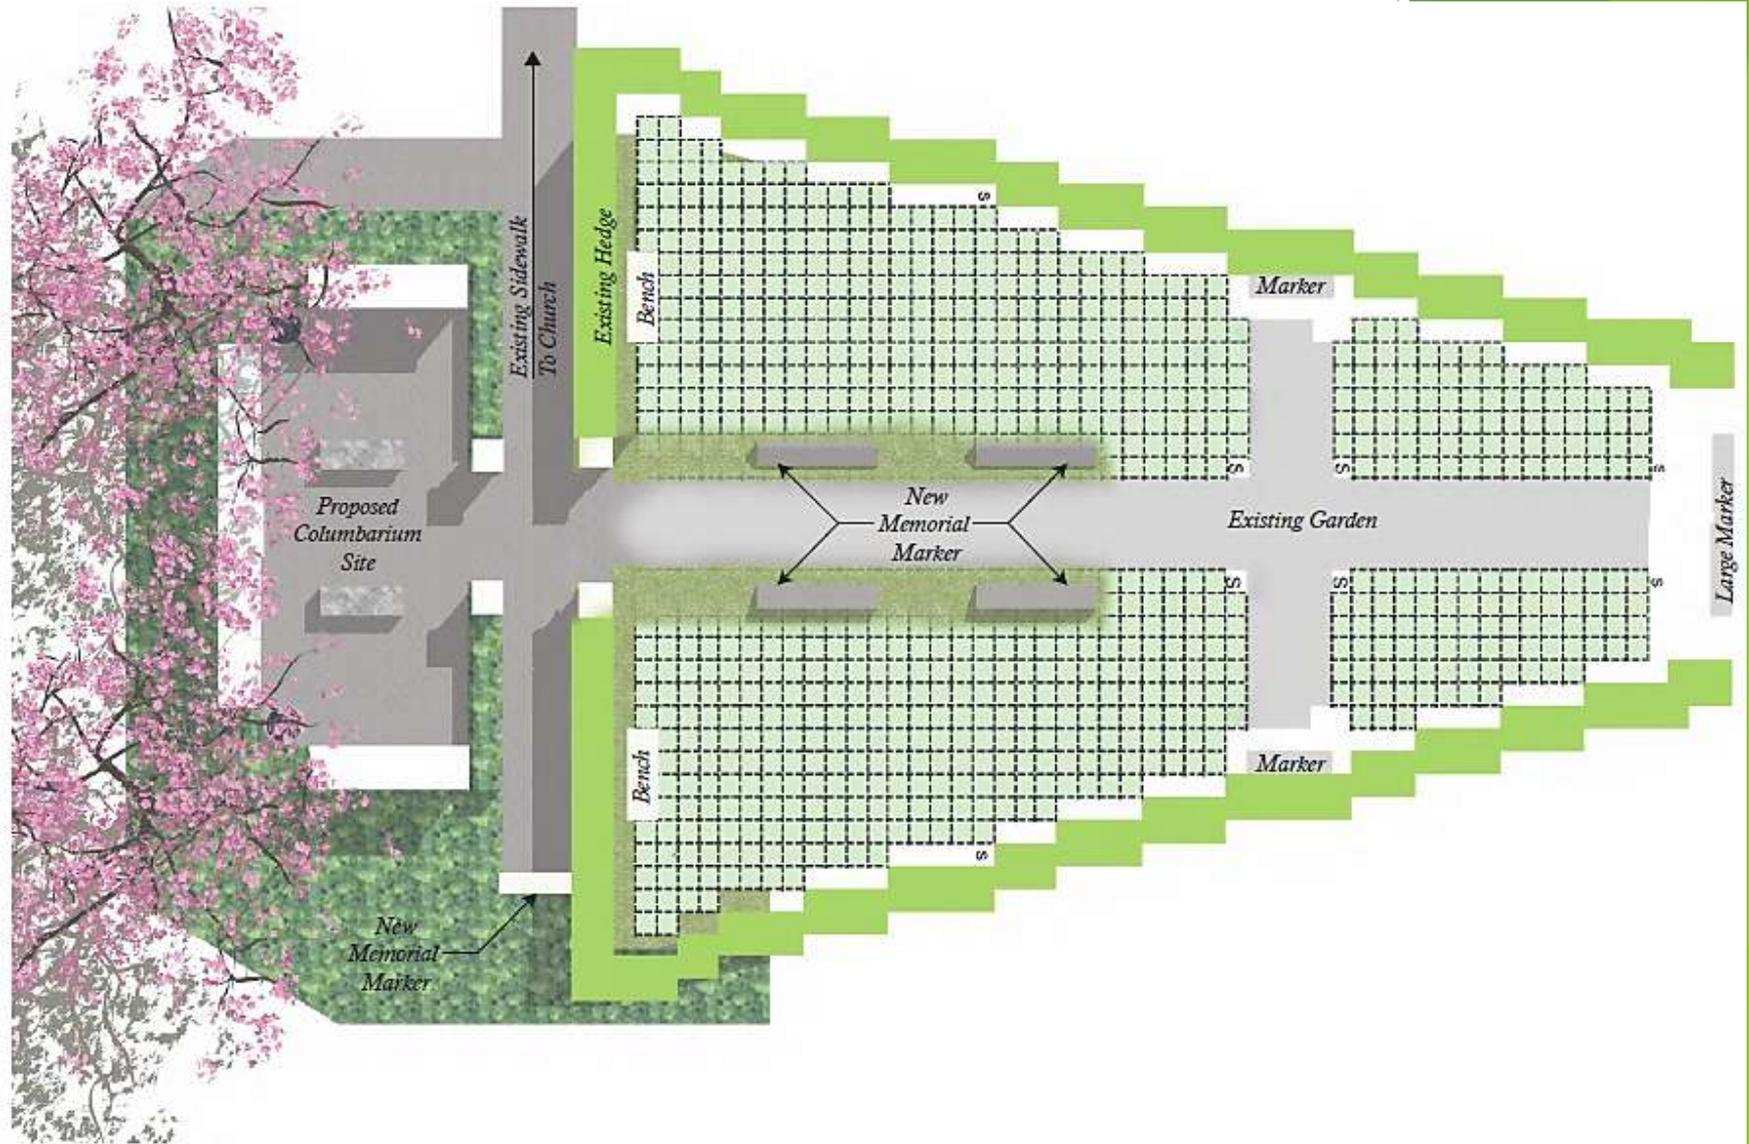 Existing Sidewalk
To Church
Existing Hedge
Bench
S
Marker
S
S
S
Proposed
Columbarium
Site
New
Memorial
Marker
Existing Garden
Large Marker
S
S
S
Bench
Marker
S
New
Memorial
Marker